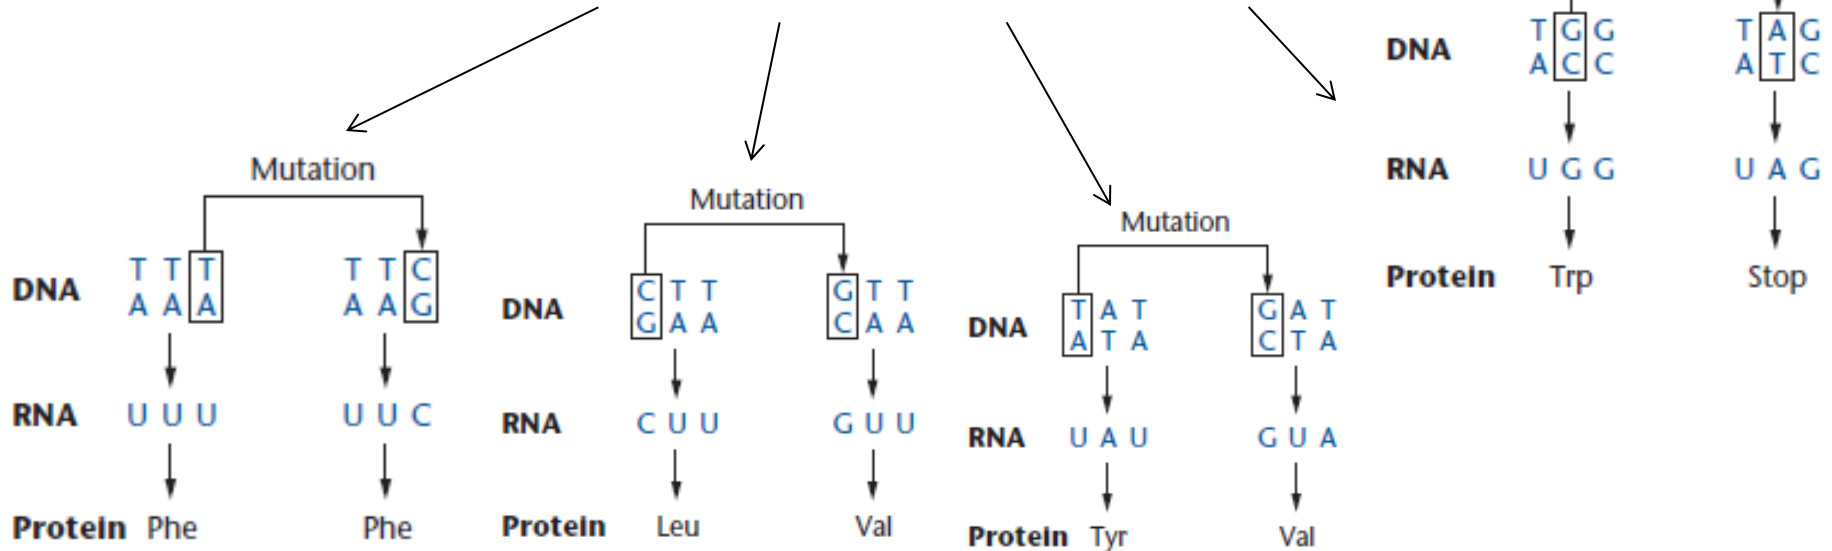 Mutation
DNA T T T T T C
A A A A A G
RNA U U U U U C
Protein Phe Phe
Mutation
DNA C T T G T T
G A A C A A
RNA C U U G U U
Protein Leu Val
Mutation
DNA T A T G A T
A T A C T A
RNA U A U G U A
Protein Tyr Val
DNA T G G T A G
A C C A T C
RNA U G G U A G
Protein Trp Stop